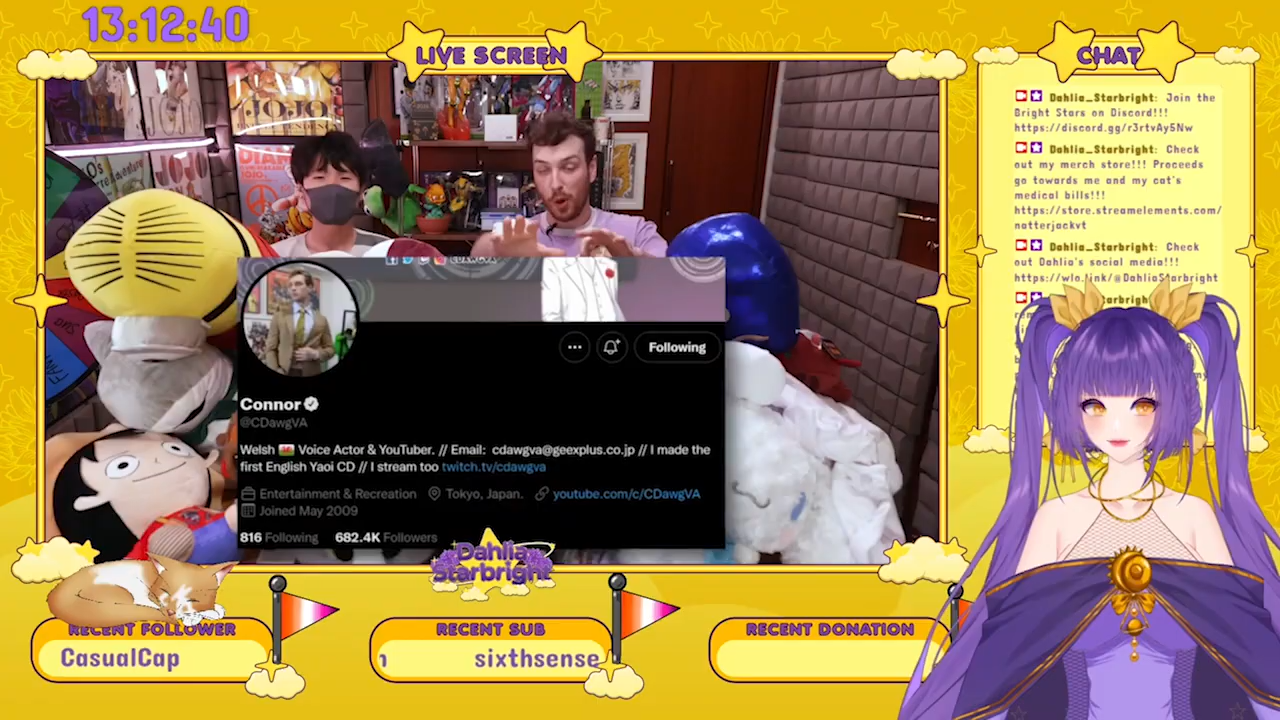 13:12:40
LIVE SCREEN
CHAT
JOJO
Dahlia_Starbright: Join the
Bright Stars on Discord!!!
https://discord.gg/r3rtvAy5Nw
Dahlia_Starbright: Check
out my merch store!!! Proceeds
go towards me and my cat's
medical bills!!!
https://store.streamelements.com/
natterjackvt
Dahlia_Starbright: Check
out Dahlia's social media!!!
https://wlo.link/@DahliaStarbright
CDAWGVA
Following
Connor
@CDawgVA
Welsh Voice Actor & YouTuber. // Email: cdawgva@geexplus.co.jp // I made the
first English Yaoi CD // I stream too twitch.tv/cdawgva
Entertainment & Recreation Tokyo, Japan. youtube.com/c/CDawgVA
Joined May 2009
816 Following 682.4K Followers
Dahlia
Starbright
RECENT FOLLOWER
CasualCap
RECENT SUB
sixthsense
RECENT DONATION